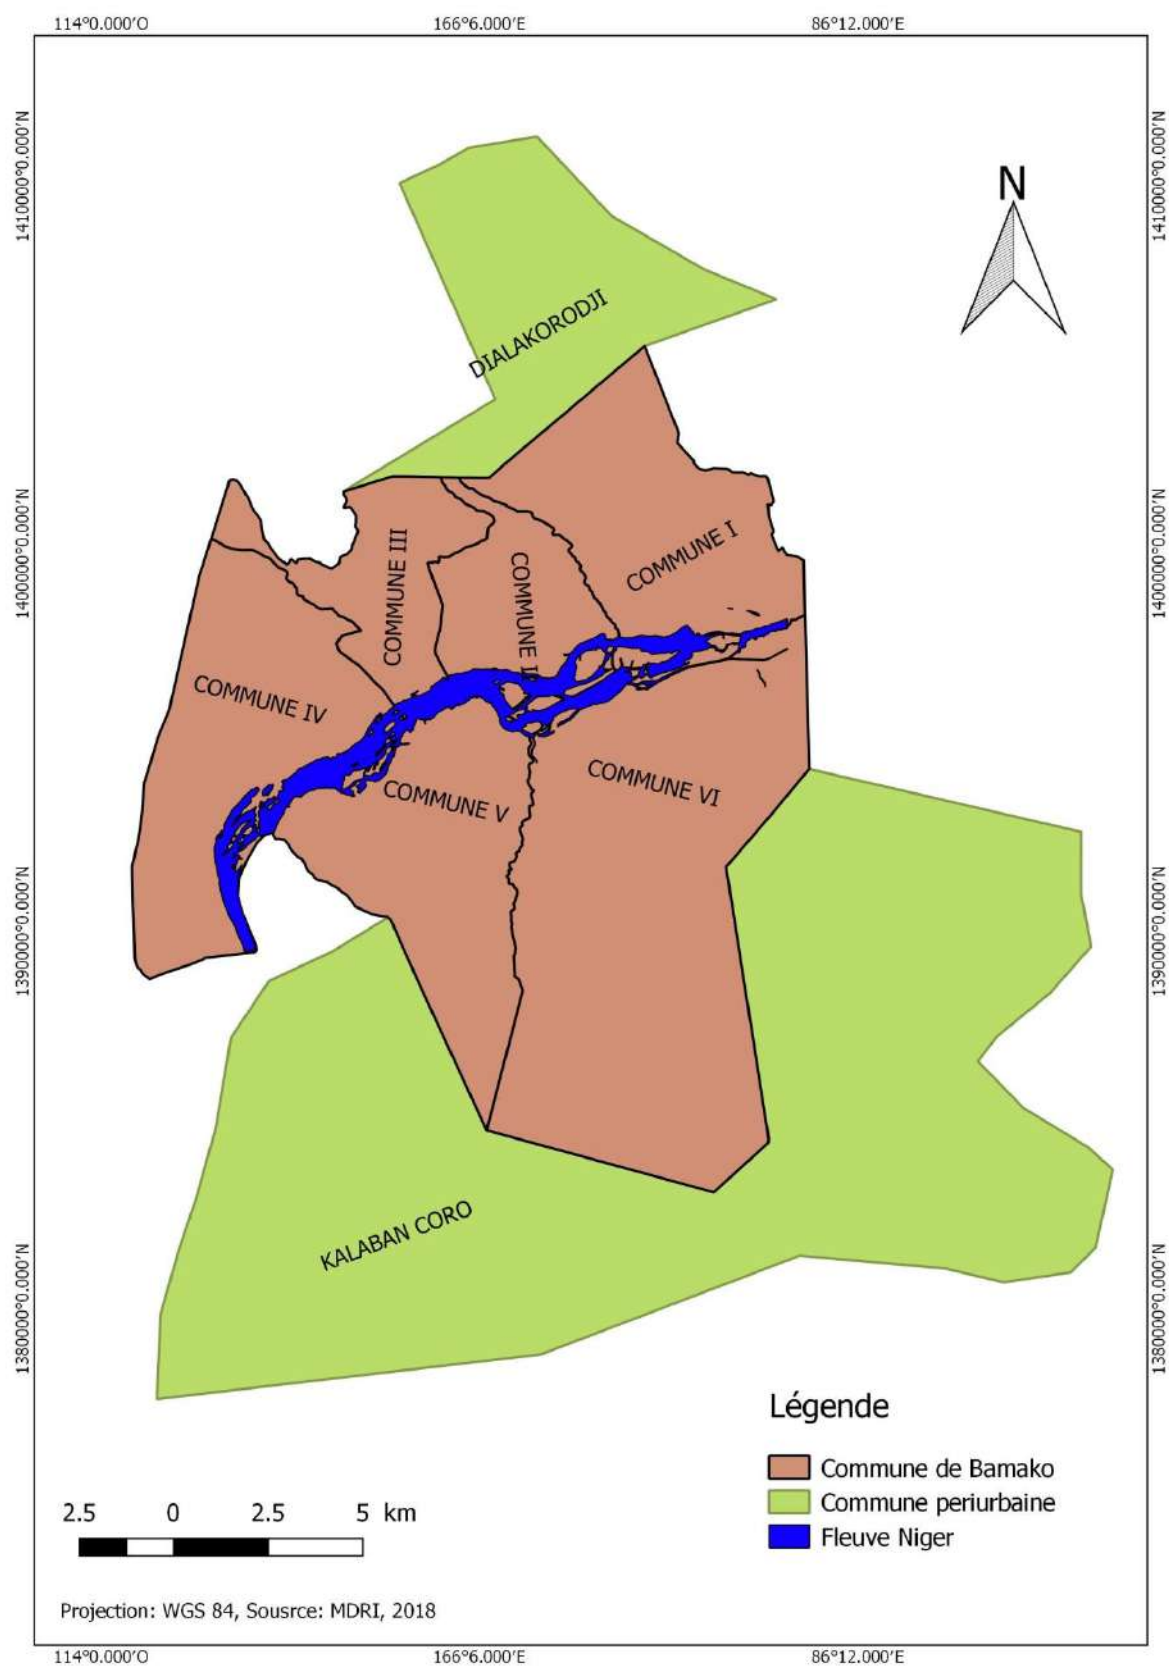 114°0.000'O 166°6.000'E 86°12.000'E
1410000°0.000'N
1410000°0.000'N
N
DIALAKORODJI
1400000°0.000'N
1400000°0.000'N
COMMUNE III
COMMUNE II
COMMUNE I
COMMUNE IV
COMMUNE V
COMMUNE VI
1390000°0.000'N
1390000°0.000'N
KALABAN CORO
1380000°0.000'N
1380000°0.000'N
Légende
Commune de Bamako
Commune periurbaine
Fleuve Niger
2.5 0 2.5 5 km
Projection: WGS 84, Sousrce: MDRI, 2018
114°0.000'O 166°6.000'E 86°12.000'E